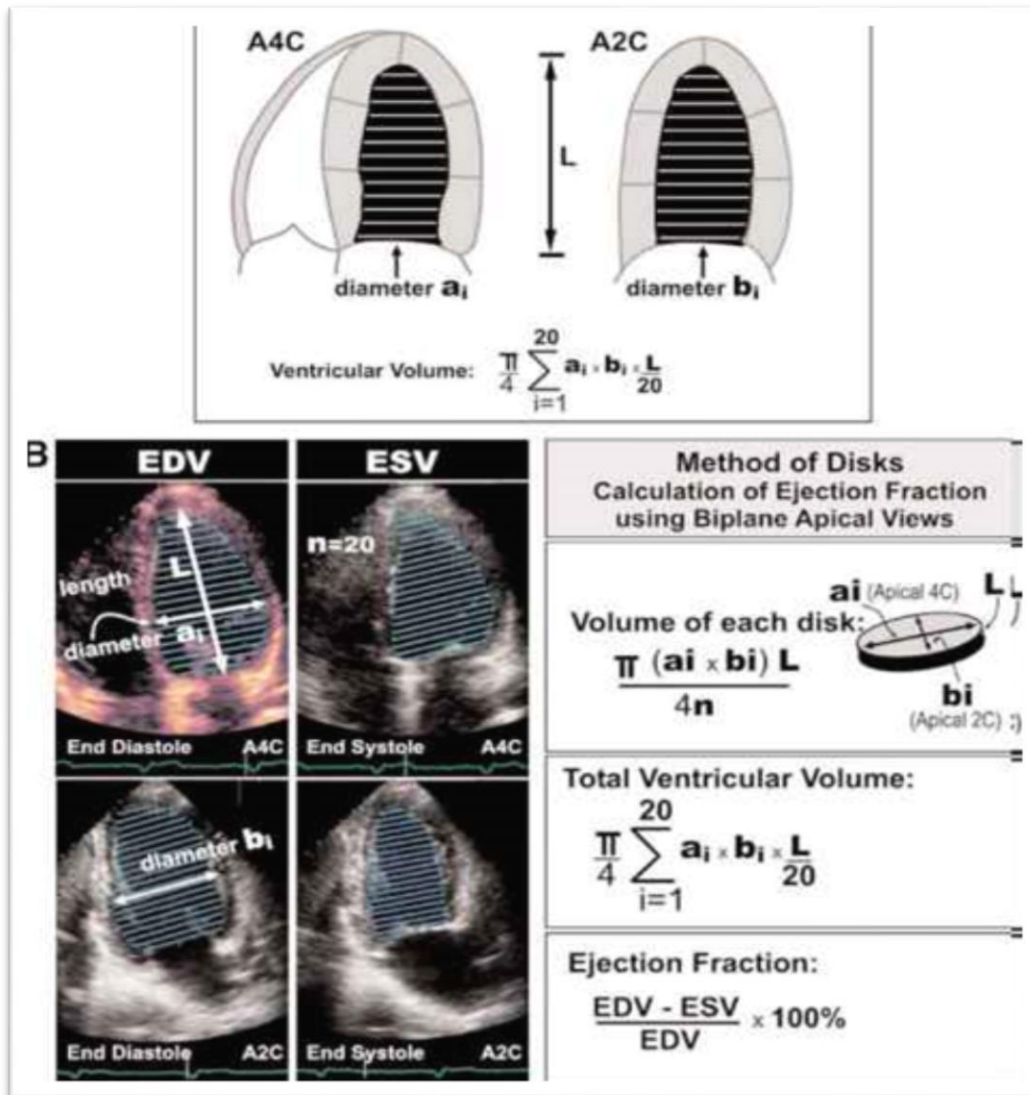 A4C
A2C
L
diameter aᵢ
diameter bᵢ
Ventricular Volume: π/4 20 ∑ i=1 aᵢ × bᵢ × L/20
B
EDV
ESV
length
L
diameter aᵢ
n=20
End Diastole A4C
End Systole A4C
diameter bᵢ
End Diastole A2C
End Systole A2C
Method of Disks
Calculation of Ejection Fraction
using Biplane Apical Views
ai (Apical 4C)
L
Volume of each disk:
π (ai x bi) L
4n
bi
(Apical 2C)
Total Ventricular Volume:
π/4 20 ∑ i=1 aᵢ × bᵢ × L/20
Ejection Fraction:
EDV - ESV
EDV
x 100%